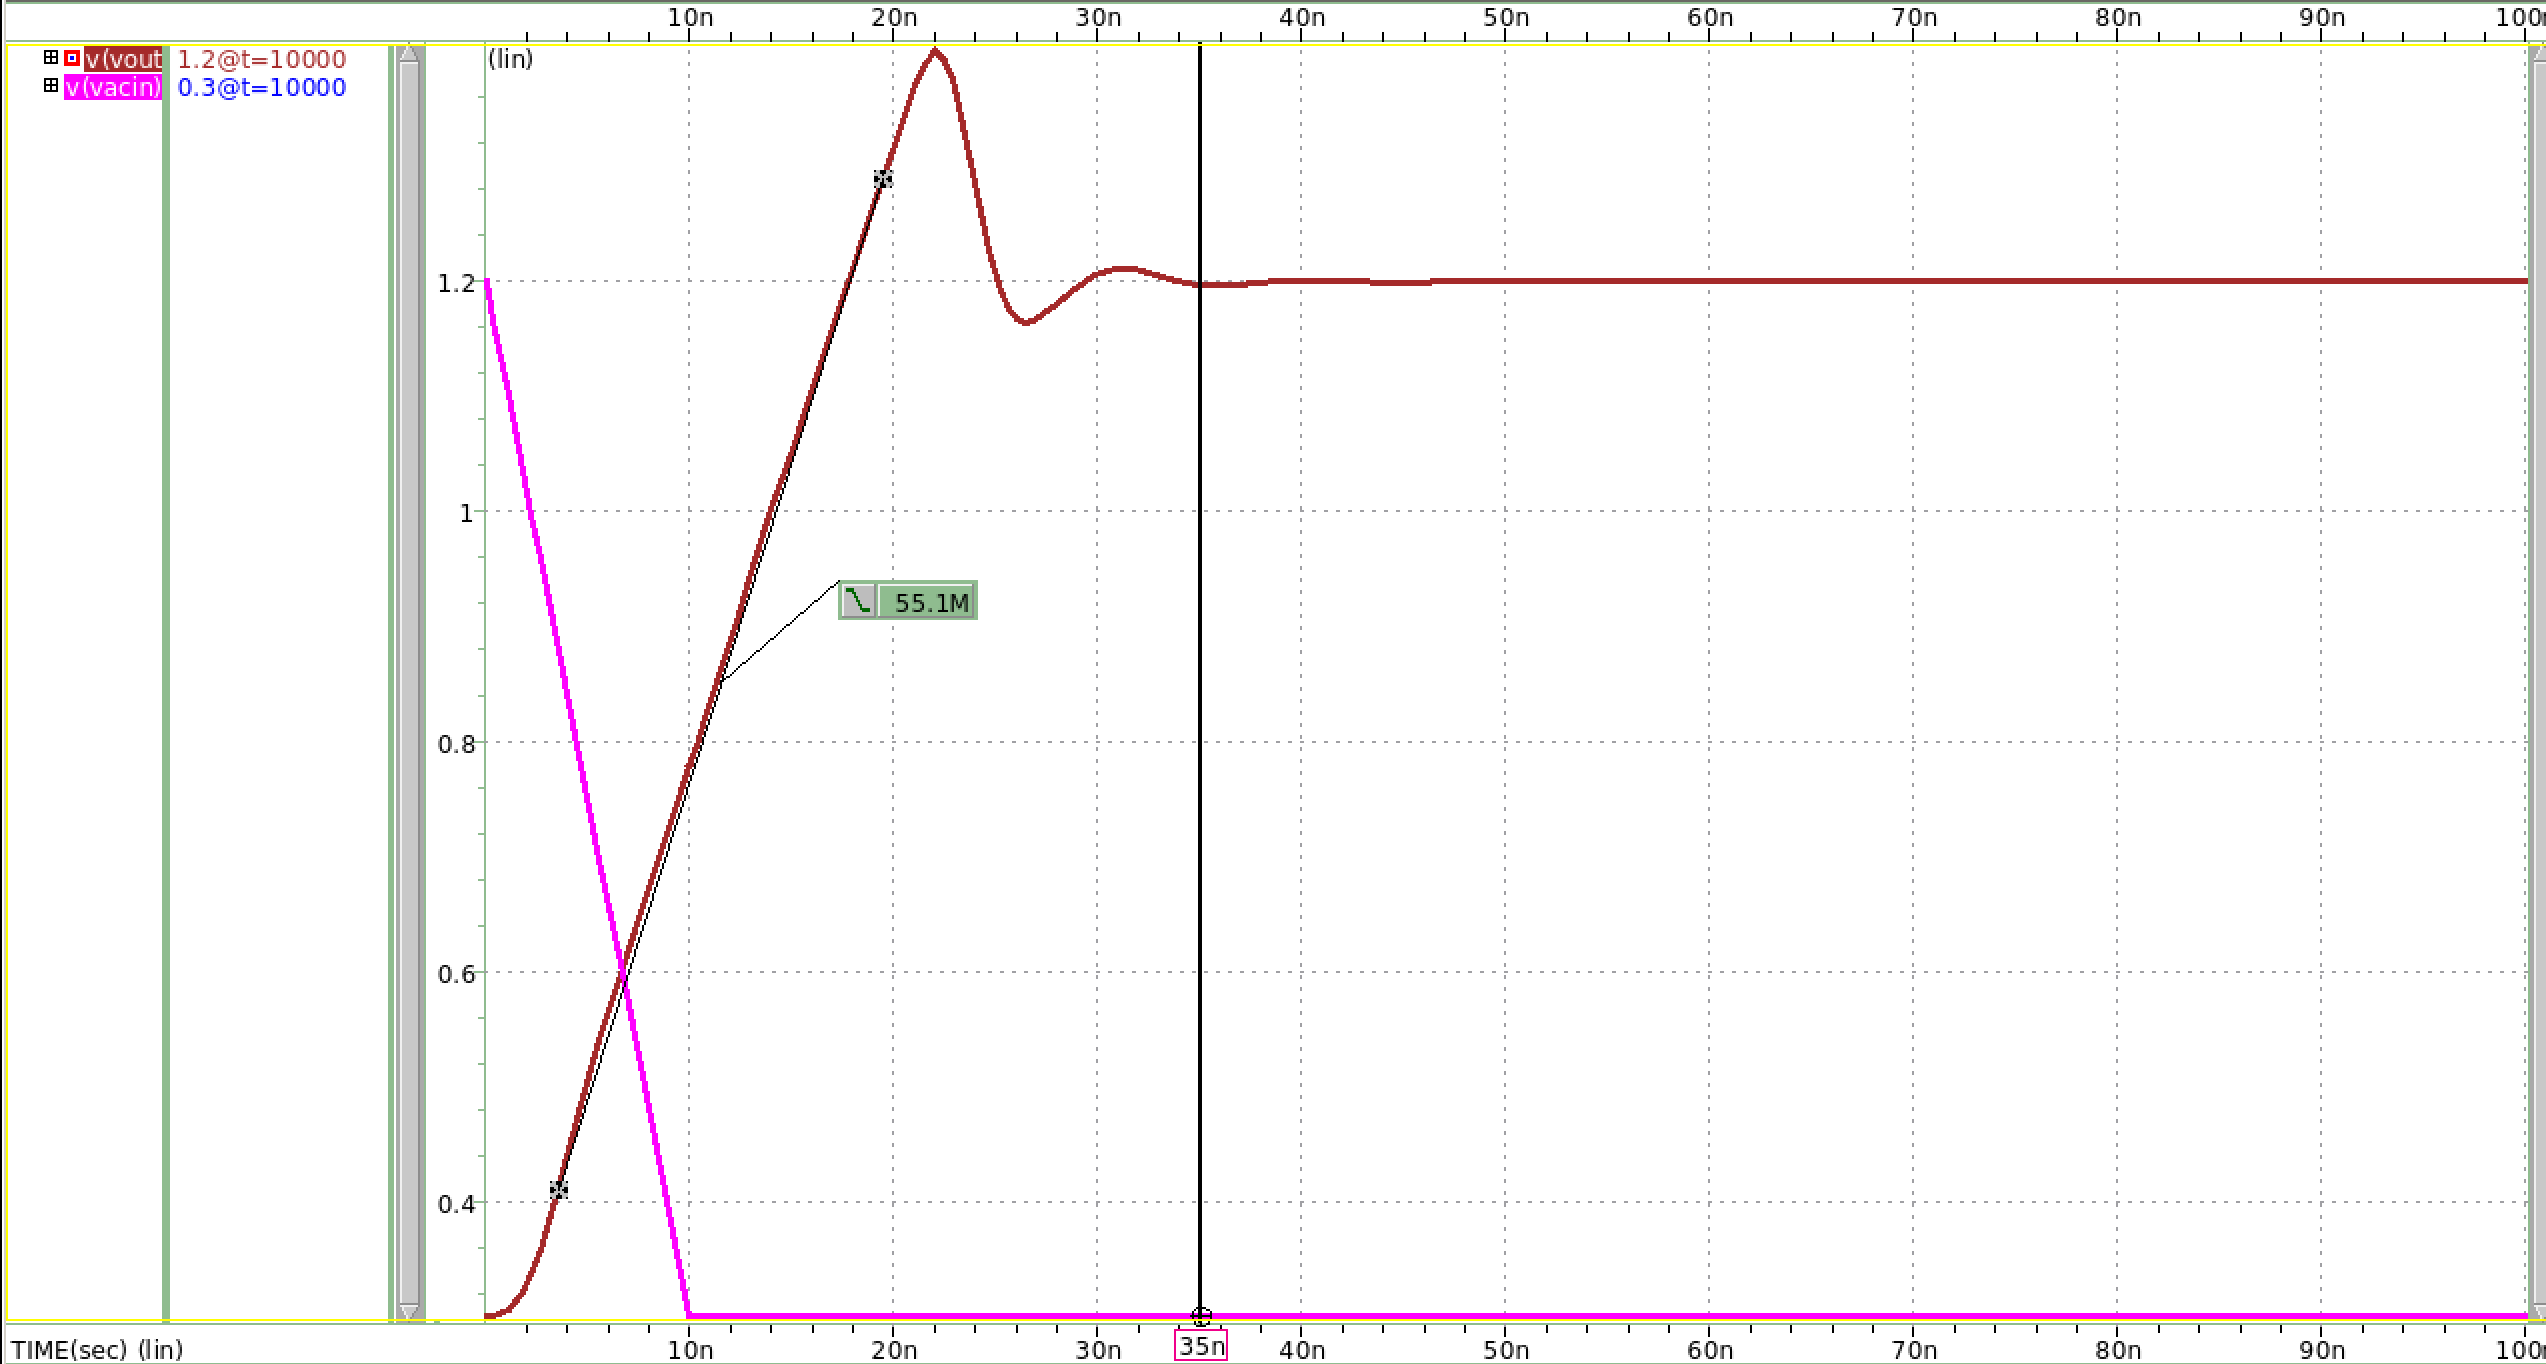 10n 20n 30n 40n 50n 60n 70n 80n 90n 100
v(vout 1.2@t=10000 (lin)
v(vacin) 0.3@t=10000
1.2
1
55.1M
0.8
0.6
0.4
TIME(sec) (lin) 10n 20n 30n 35n 40n 50n 60n 70n 80n 90n 100